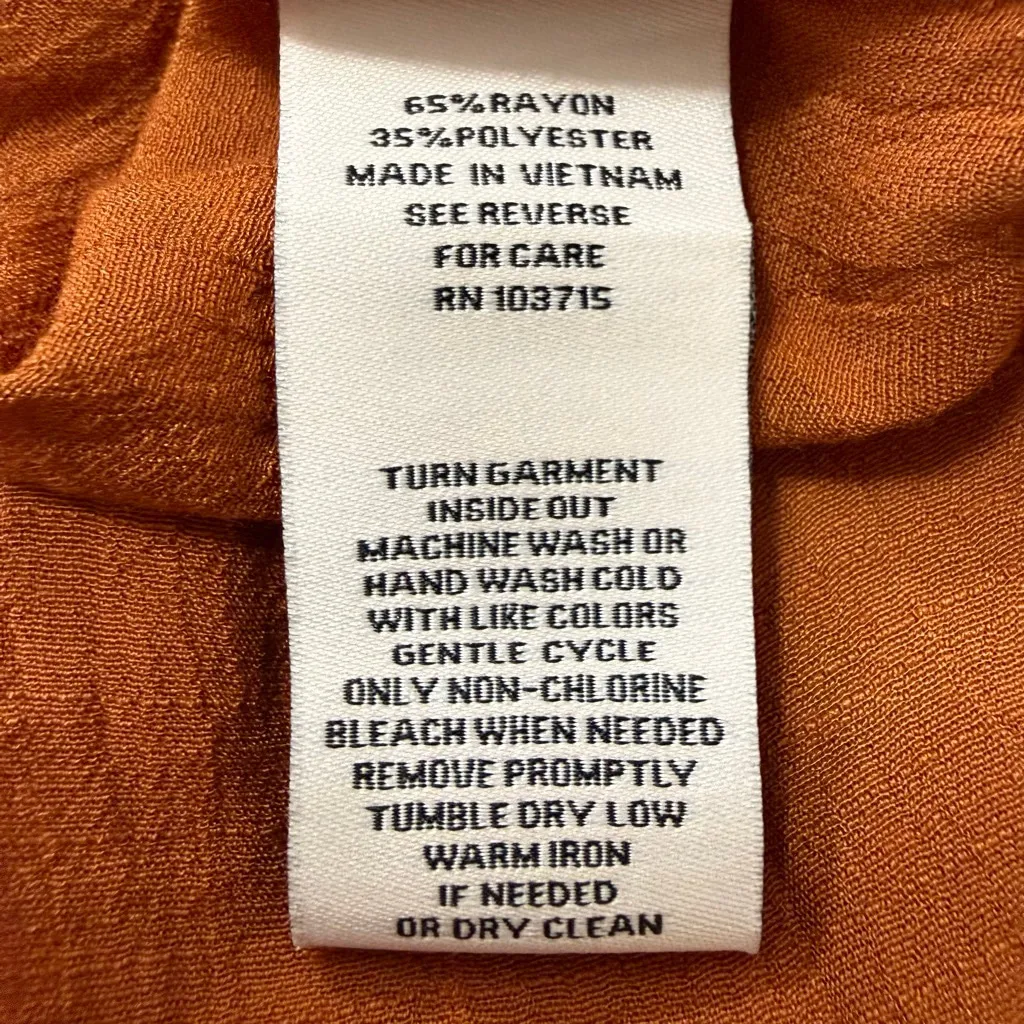 65% RAYON
35% POLYESTER
MADE IN VIETNAM
SEE REVERSE
FOR CARE
RN 103715
TURN GARMENT
INSIDE OUT
MACHINE WASH OR
HAND WASH COLD
WITH LIKE COLORS
GENTLE CYCLE
ONLY NON-CHLORINE
BLEACH WHEN NEEDED
REMOVE PROMPTLY
TUMBLE DRY LOW
WARM IRON
IF NEEDED
OR DRY CLEAN